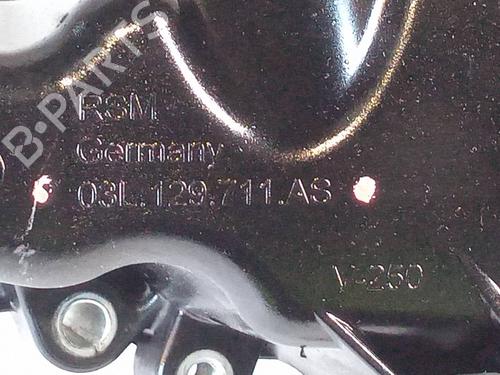 B-PARTS
RSM
Germany
03L.129.711.AS
V-250